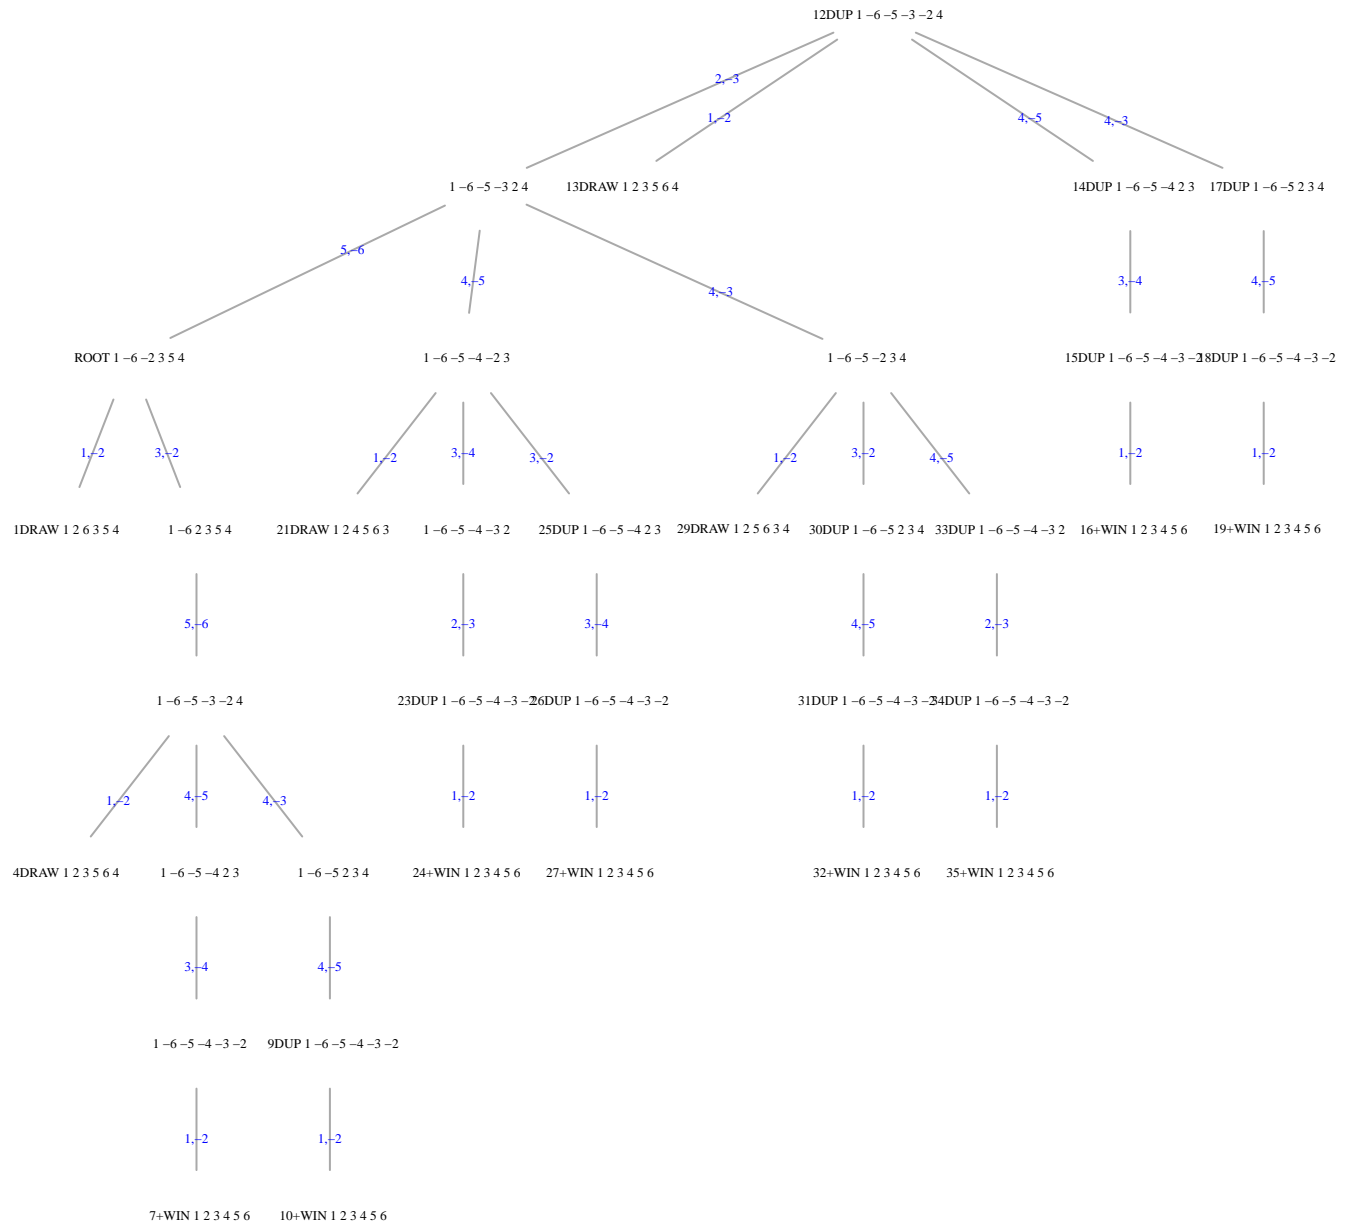 12DUP 1 −6 −5 −3 −2 4
2,−3
1,−2
4,−5
4,−3
1 −6 −5 −3 2 4
13DRAW 1 2 3 5 6 4
14DUP 1 −6 −5 −4 2 3
17DUP 1 −6 −5 2 3 4
5,−6
4,−5
4,−3
3,−4
4,−5
ROOT 1 −6 −2 3 5 4
1 −6 −5 −4 −2 3
1 −6 −5 −2 3 4
15DUP 1 −6 −5 −4 −3 −2
18DUP 1 −6 −5 −4 −3 −2
1,−2
3,−2
1,−2
3,−4
3,−2
1,−2
3,−2
4,−5
1,−2
1,−2
1DRAW 1 2 6 3 5 4
1 −6 2 3 5 4
21DRAW 1 2 4 5 6 3
1 −6 −5 −4 −3 2
25DUP 1 −6 −5 −4 2 3
29DRAW 1 2 5 6 3 4
30DUP 1 −6 −5 2 3 4
33DUP 1 −6 −5 −4 −3 2
16+WIN 1 2 3 4 5 6
19+WIN 1 2 3 4 5 6
5,−6
2,−3
3,−4
4,−5
2,−3
1 −6 −5 −3 −2 4
23DUP 1 −6 −5 −4 −3 −2
26DUP 1 −6 −5 −4 −3 −2
31DUP 1 −6 −5 −4 −3 −2
34DUP 1 −6 −5 −4 −3 −2
1,−2
4,−5
4,−3
1,−2
1,−2
1,−2
1,−2
4DRAW 1 2 3 5 6 4
1 −6 −5 −4 2 3
1 −6 −5 2 3 4
24+WIN 1 2 3 4 5 6
27+WIN 1 2 3 4 5 6
32+WIN 1 2 3 4 5 6
35+WIN 1 2 3 4 5 6
3,−4
4,−5
1 −6 −5 −4 −3 −2
9DUP 1 −6 −5 −4 −3 −2
1,−2
1,−2
7+WIN 1 2 3 4 5 6
10+WIN 1 2 3 4 5 6